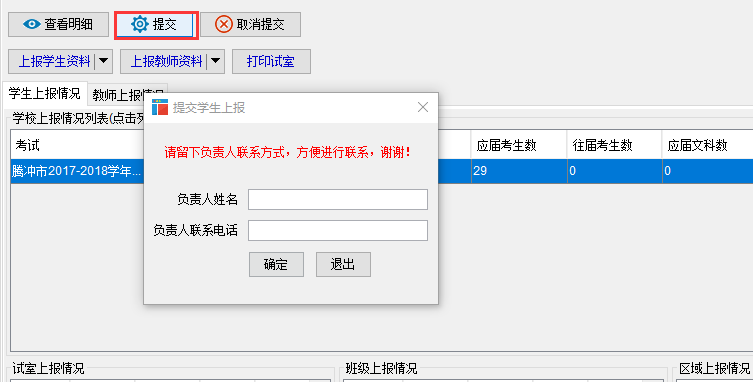 查看明细 提交 取消提交
上报学生资料 上报教师资料 打印试室
学生上报情况 教师上报情况
提交学生上报
学校上报情况列表(点击列
考试 应届考生数 往届考生数 应届文科数
请留下负责人联系方式，方便进行联系，谢谢！
腾冲市2017-2018学年... 29 0 0
负责人姓名
负责人联系电话
确定 退出
试室上报情况 班级上报情况 区域上报情况